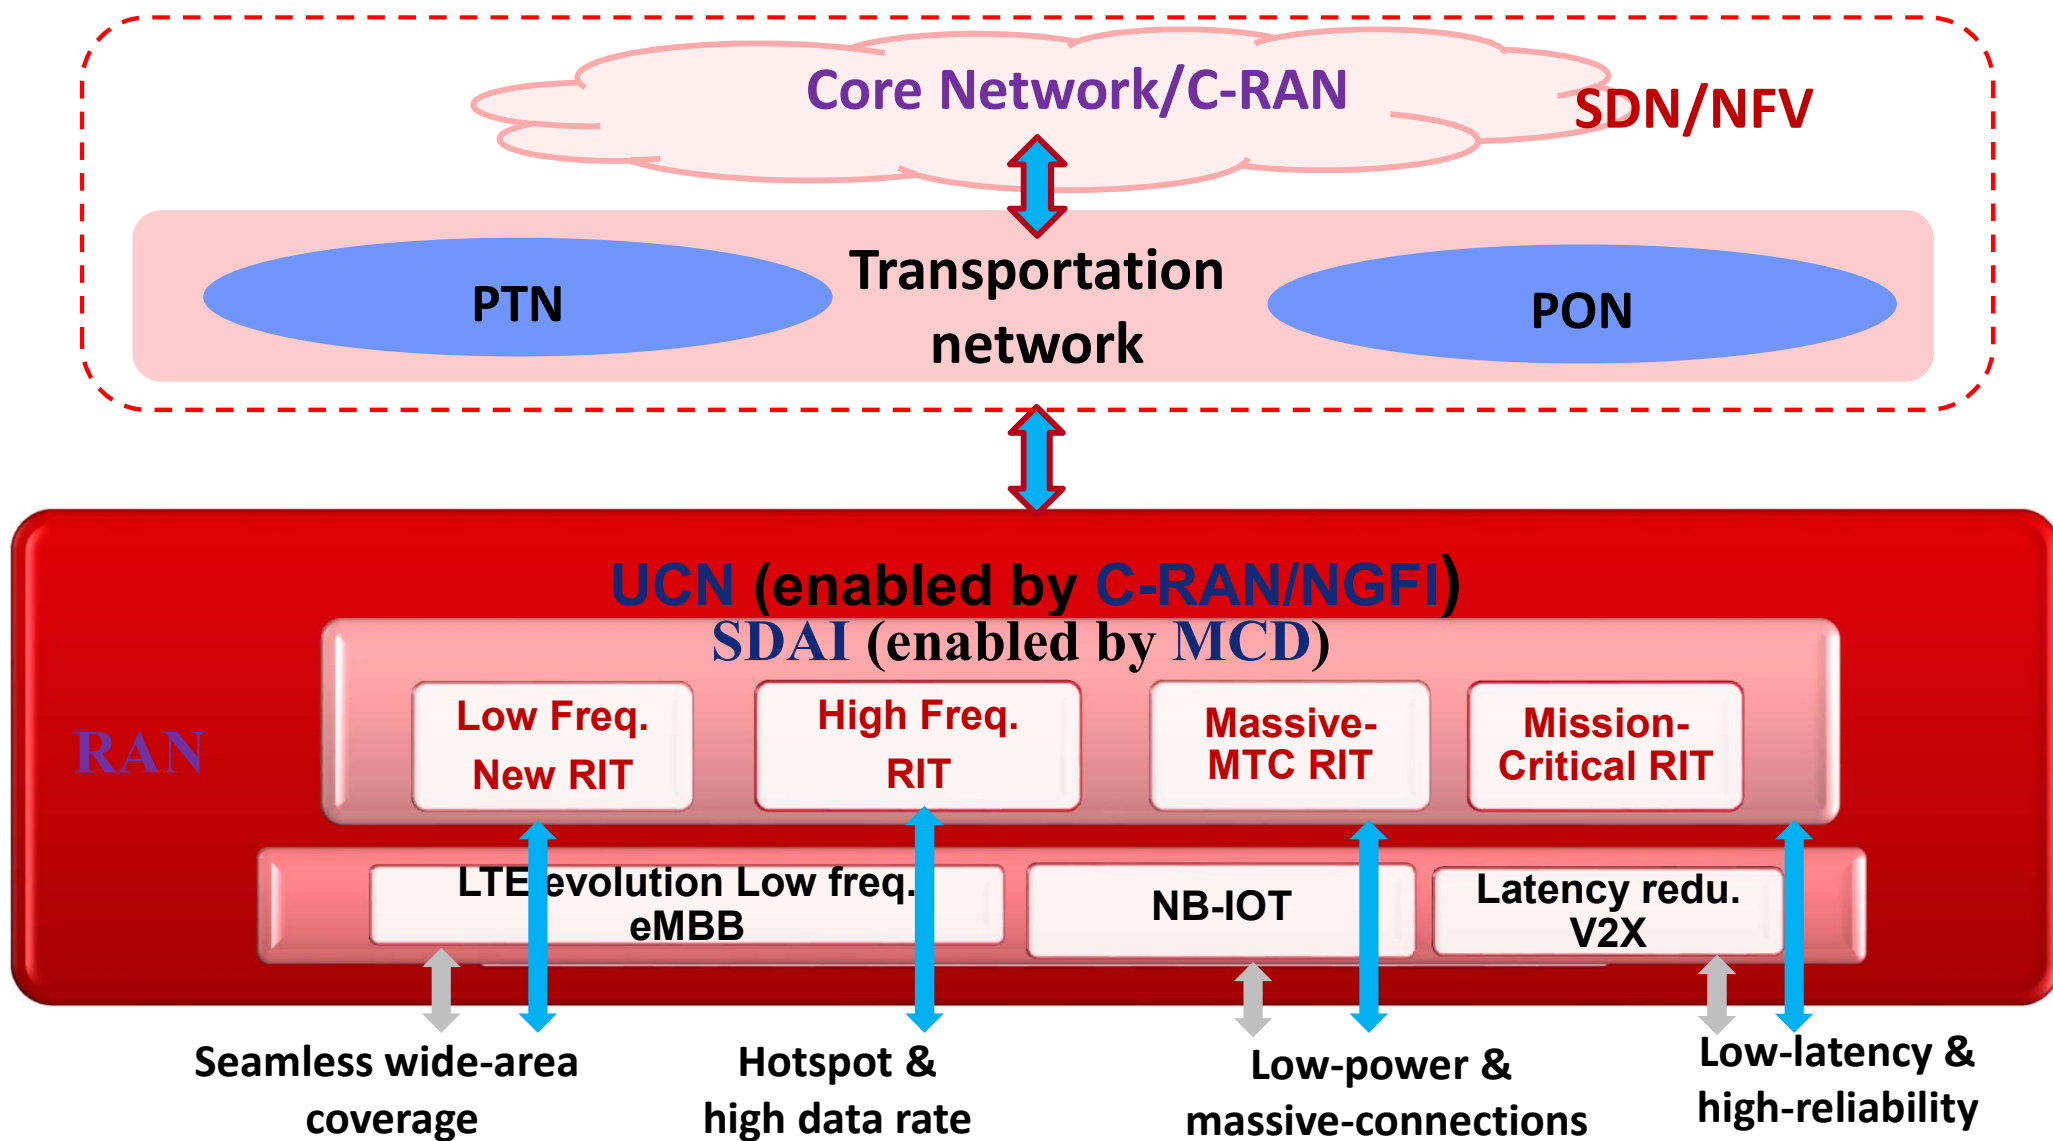 Core Network/C-RAN
SDN/NFV
PTN
Transportation
network
PON
UCN (enabled by C-RAN/NGFI)
SDAI (enabled by MCD)
RAN
Low Freq.
New RIT
High Freq.
RIT
Massive-
MTC RIT
Mission-
Critical RIT
LTE evolution Low freq.
eMBB
NB-IOT
Latency redu.
V2X
Seamless wide-area
coverage
Hotspot &
high data rate
Low-power &
massive-connections
Low-latency &
high-reliability